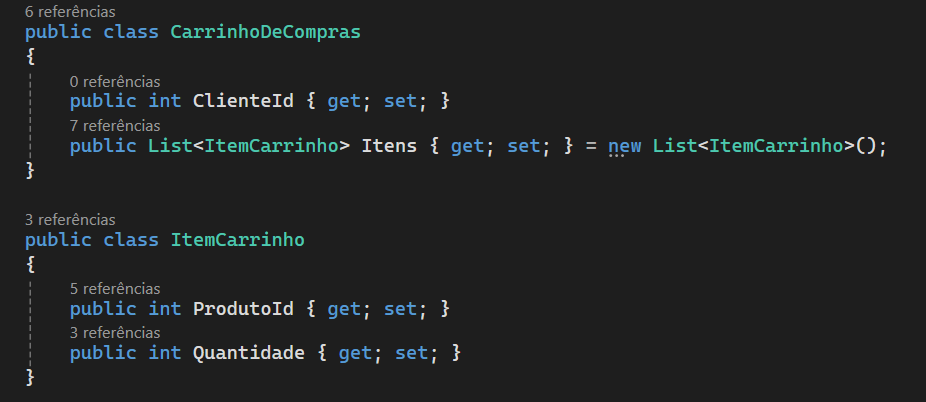 6 referências
public class CarrinhoDeCompras
{
0 referências
public int ClienteId { get; set; }
7 referências
public List<ItemCarrinho> Itens { get; set; } = new List<ItemCarrinho>();
}
3 referências
public class ItemCarrinho
{
5 referências
public int ProdutoId { get; set; }
3 referências
public int Quantidade { get; set; }
}